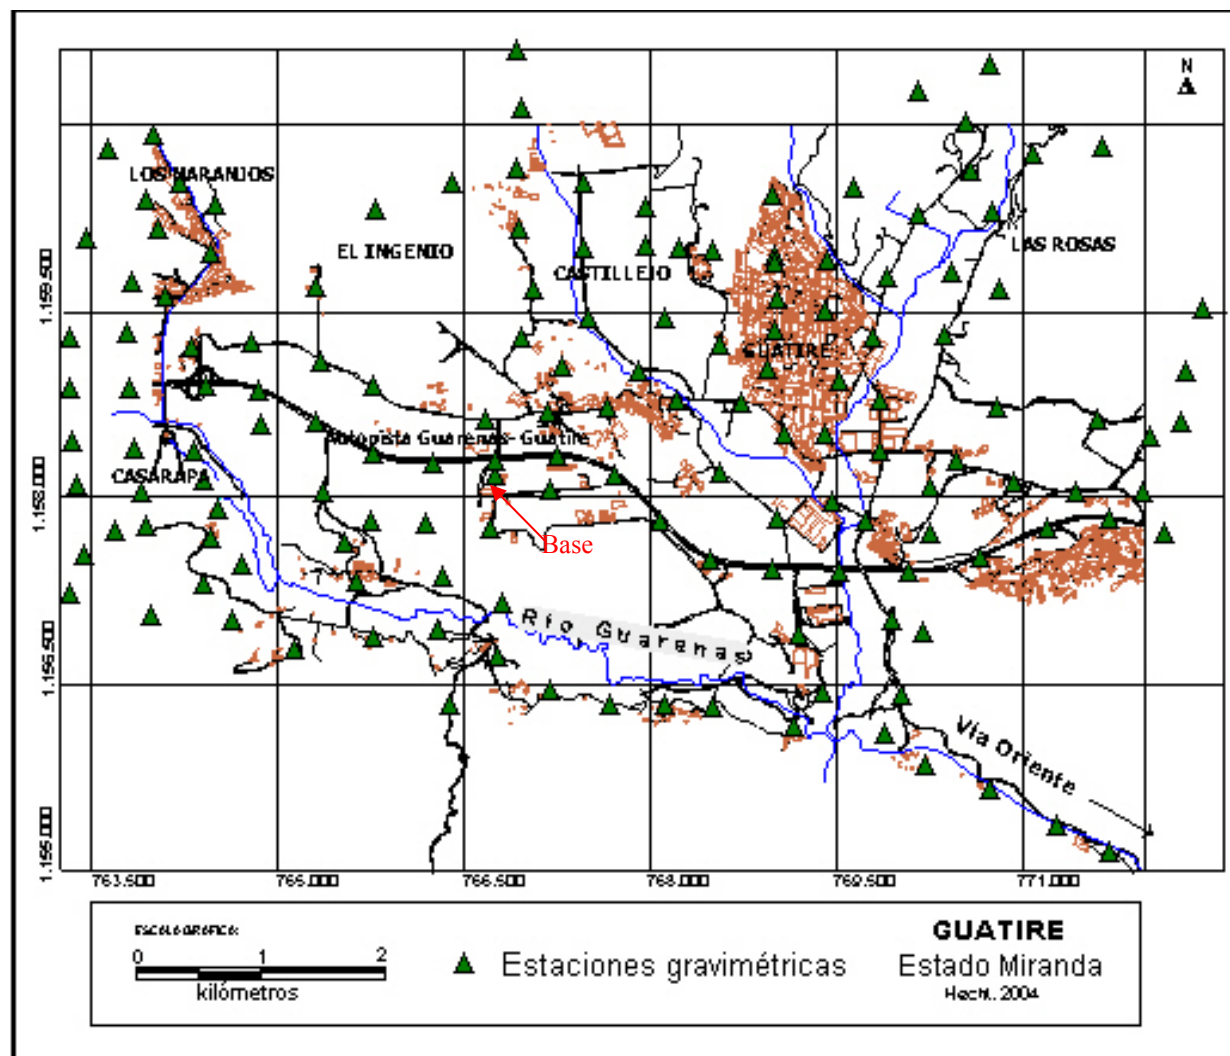 N
LOS NARANJOS
EL INGENIO
CASTILLEJO
LAS ROSAS
GUATIRE
Autopista Guarenas-Guatire
CASARAPA
Base
Río Guarenas
Vía Oriente
1.159.500
1.158.000
1.156.500
1.155.000
763.500 765.000 766.500 768.000 769.500 771.000
0 1 2
kilómetros
Estaciones gravimétricas
GUATIRE
Estado Miranda
2004